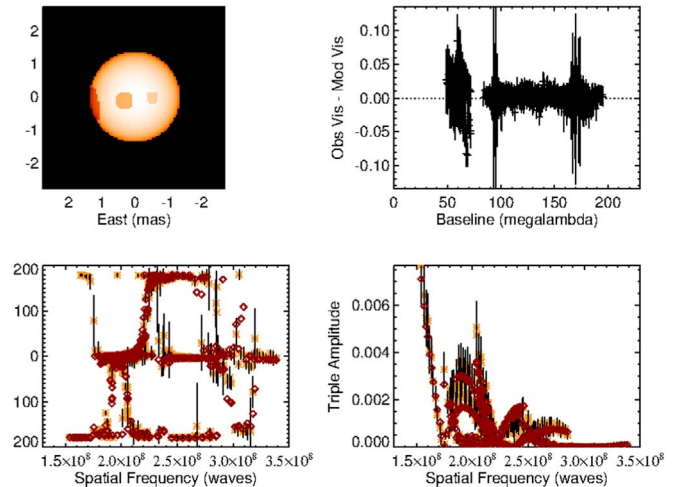 2
1
0
-1
-2
2 1 0 -1 -2
East (mas)
Obs Vis - Mod Vis
0.10
0.05
0.00
0.05
0.10
0 50 100 150 200
Baseline (megalambda)
200
100
0
100
200
1.5×10⁸ 2.0×10⁸ 2.5×10⁸ 3.0×10⁸ 3.5×10⁸
Spatial Frequency (waves)
Triple Amplitude
0.006
0.004
0.002
0.000
1.5×10⁸ 2.0×10⁸ 2.5×10⁸ 3.0×10⁸ 3.5×10⁸
Spatial Frequency (waves)